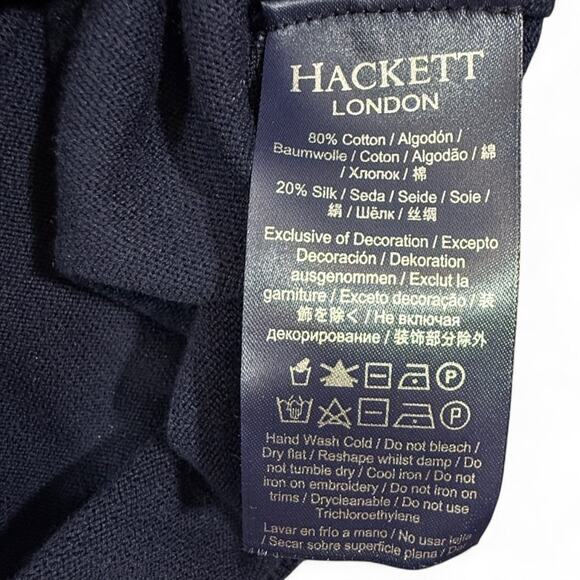 HACKETT
LONDON
80% Cotton / Algodón /
Baumwolle / Coton / Algodão / 綿
/ Хлопок / 棉
20% Silk / Seda / Seide / Soie /
絹 / Шёлк / 丝绸
Exclusive of Decoration / Excepto
Decoración / Dekoration
ausgenommen / Exclut la
garniture / Exceto decoração / 装
飾を除く / Не включая
декорирование / 装饰部分除外
P
P
Hand Wash Cold / Do not bleach /
Dry flat / Reshape whilst damp / Do
not tumble dry / Cool iron / Do not
iron on embroidery / Do not iron on
trims / Drycleanable / Do not use
Trichloroethylene
Lavar en frío a mano / No usar lejía
/ Secar sobre superficie plana /